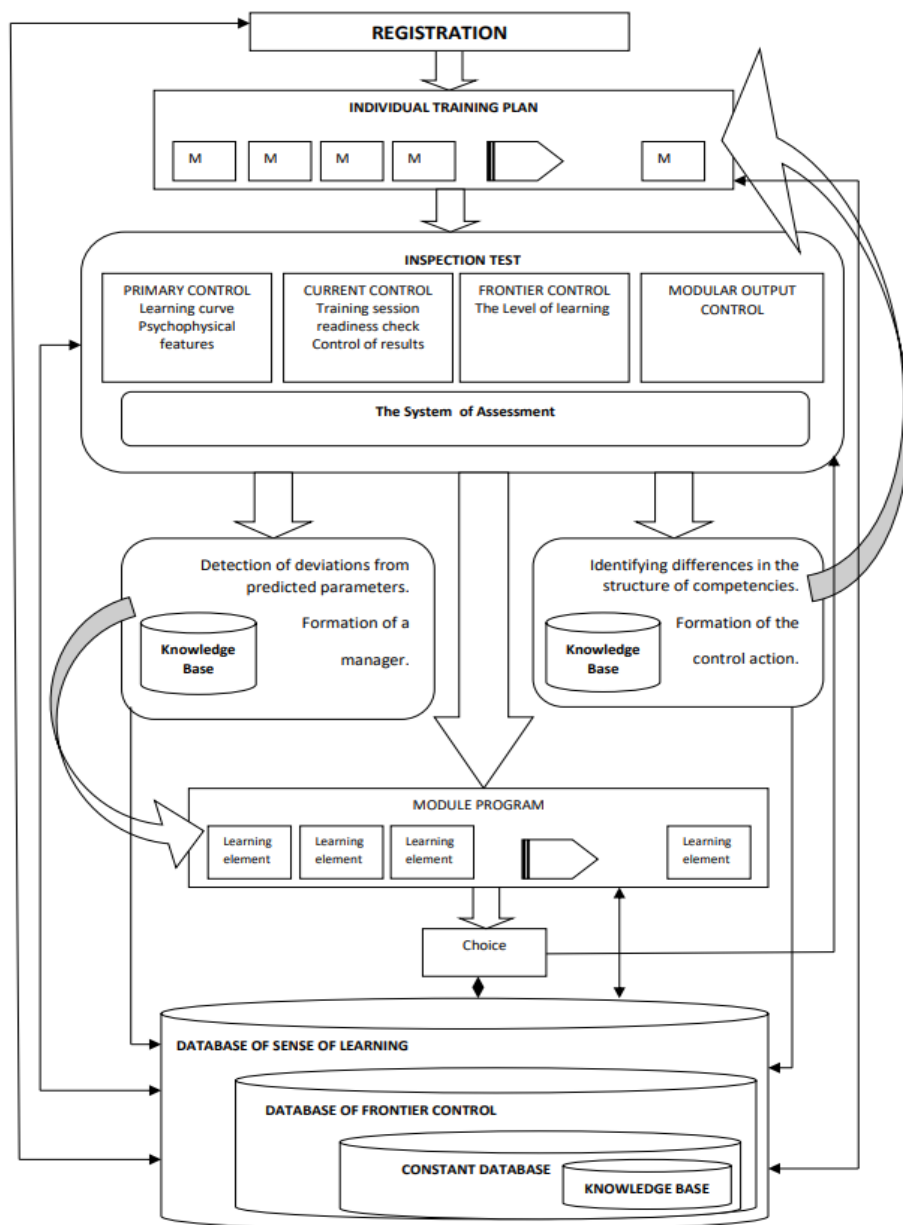 REGISTRATION
INDIVIDUAL TRAINING PLAN
M
M
M
M
M
INSPECTION TEST
PRIMARY CONTROL
Learning curve
Psychophysical
features
CURRENT CONTROL
Training session
readiness check
Control of results
FRONTIER CONTROL
The Level of learning
MODULAR OUTPUT
CONTROL
The System of Assessment
Detection of deviations from
predicted parameters.
Formation of a
manager.
Knowledge
Base
Identifying differences in the
structure of competencies.
Formation of the
control action.
Knowledge
Base
MODULE PROGRAM
Learning
element
Learning
element
Learning
element
Learning
element
Choice
DATABASE OF SENSE OF LEARNING
DATABASE OF FRONTIER CONTROL
CONSTANT DATABASE
KNOWLEDGE BASE